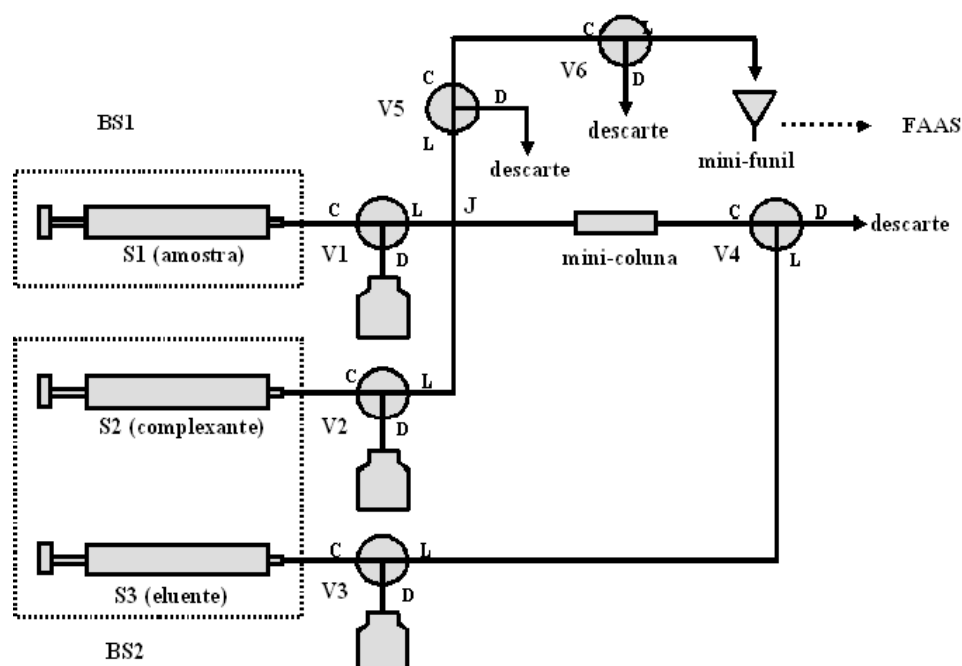 C
L
V6
D
descarte
C
V5
D
L
descarte
mini-funil
FAAS
BS1
S1 (amostra)
C
L
V1
D
J
mini-coluna
C
D
V4
L
descarte
S2 (complexante)
C
L
V2
D
S3 (eluente)
C
L
V3
D
BS2